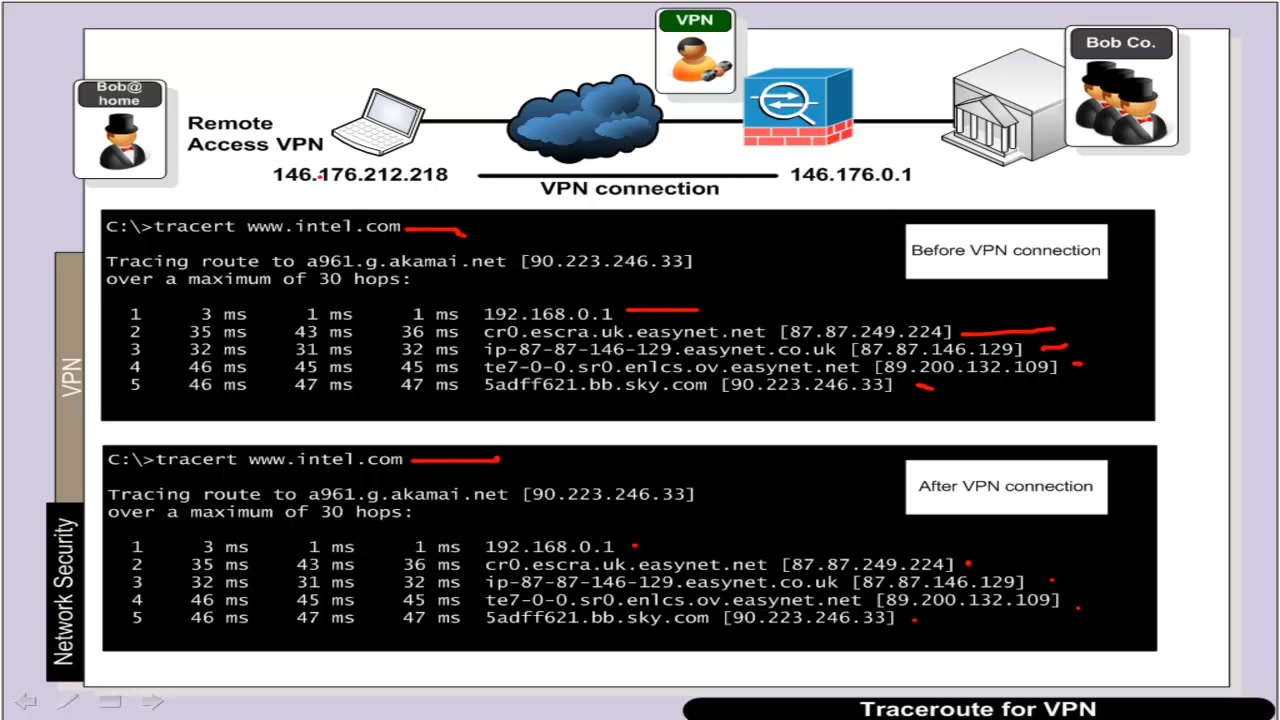 VPN
Bob Co.
Bob@
home
Remote
Access VPN
146.176.212.218
VPN connection
146.176.0.1
C:\>tracert www.intel.com
Before VPN connection
Tracing route to a961.g.akamai.net [90.223.246.33]
over a maximum of 30 hops:
1 3 ms 1 ms 1 ms 192.168.0.1
2 35 ms 43 ms 36 ms cr0.escra.uk.easynet.net [87.87.249.224]
3 32 ms 31 ms 32 ms ip-87-87-146-129.easynet.co.uk [87.87.146.129]
4 46 ms 45 ms 45 ms te7-0-0.sr0.enlcs.ov.easynet.net [89.200.132.109]
5 46 ms 47 ms 47 ms 5adff621.bb.sky.com [90.223.246.33]
C:\>tracert www.intel.com
After VPN connection
Tracing route to a961.g.akamai.net [90.223.246.33]
over a maximum of 30 hops:
1 3 ms 1 ms 1 ms 192.168.0.1
2 35 ms 43 ms 36 ms cr0.escra.uk.easynet.net [87.87.249.224]
3 32 ms 31 ms 32 ms ip-87-87-146-129.easynet.co.uk [87.87.146.129]
4 46 ms 45 ms 45 ms te7-0-0.sr0.enlcs.ov.easynet.net [89.200.132.109]
5 46 ms 47 ms 47 ms 5adff621.bb.sky.com [90.223.246.33]
VPN
Network Security
Traceroute for VPN